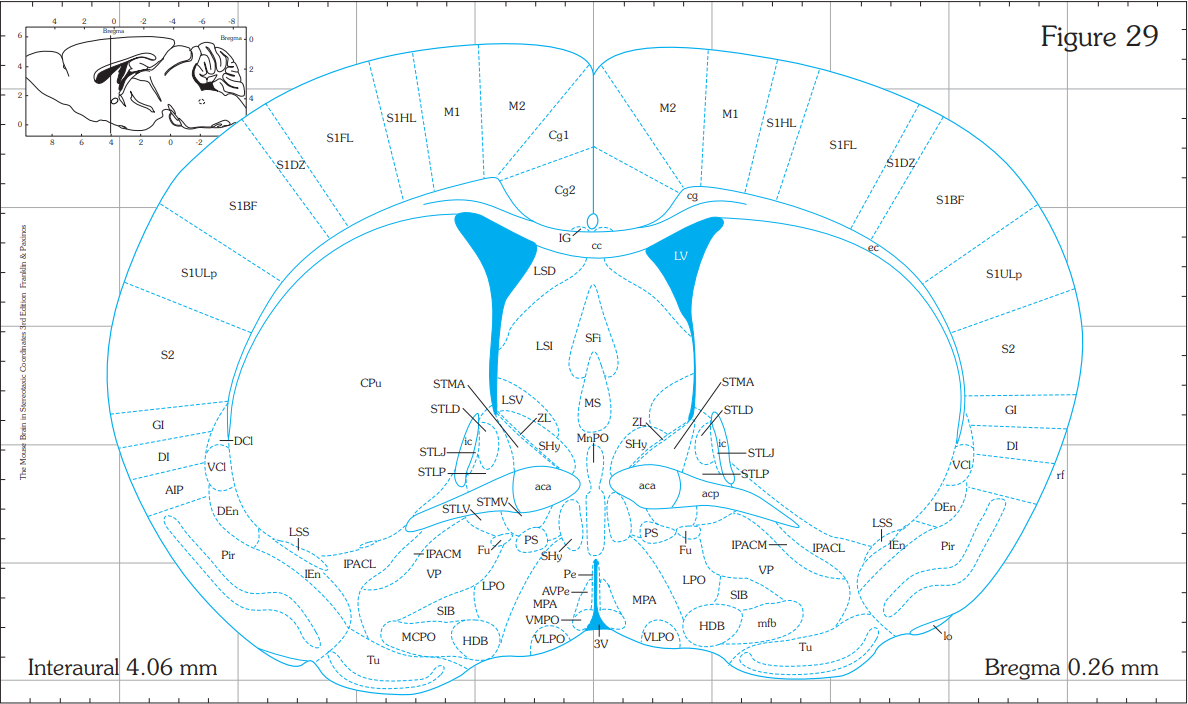 4 2 0 -2 -4 -6 -8
Bregma
Bregma
6
4
2
0
0
2
4
8 6 4 2 0 -2
Figure 29
The Mouse Brain in Stereotaxic Coordinates 3rd Edition Franklin & Paxinos
M2 M2
M1 M1
S1HL S1HL
Cg1
S1FL S1FL
S1DZ S1DZ
Cg2
cg
S1BF S1BF
IG
cc
ec
LV
LSD
S1ULp S1ULp
LSI SFi
S2 S2
CPu
STMA STMA
LSV MS
STLD STLD
GI GI
ZL ZL
MnPO
DCl
ic SHy SHy ic
DI DI
STLJ STLJ
VCl VCl
STLP STLP
rf
AIP
aca aca acp
STMV
STLV
DEn DEn
LSS LSS
PS PS
Fu Fu
SHy
IPACM IPACM
IPACL IPACL
IEn IEn
Pir Pir
VP VP
Pe
LPO LPO
AVPe
MPA MPA
SIB SIB
VMPO
MCPO HDB VLPO VLPO HDB mfb
3V
lo
Tu Tu
Interaural 4.06 mm
Bregma 0.26 mm